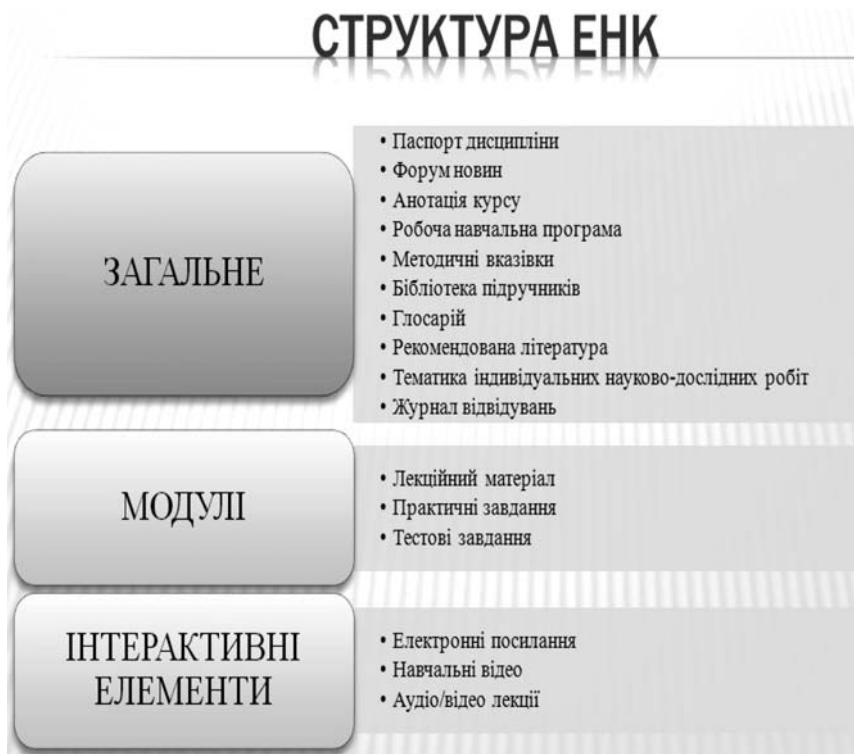 СТРУКТУРА ЕНК
ЗАГАЛЬНЕ
• Паспорт дисципліни
• Форум новин
• Анотація курсу
• Робоча навчальна програма
• Методичні вказівки
• Бібліотека підручників
• Глосарій
• Рекомендована література
• Тематика індивідуальних науково-дослідних робіт
• Журнал відвідувань
МОДУЛІ
• Лекційний матеріал
• Практичні завдання
• Тестові завдання
ІНТЕРАКТИВНІ
ЕЛЕМЕНТИ
• Електронні посилання
• Навчальні відео
• Аудіо/відео лекції